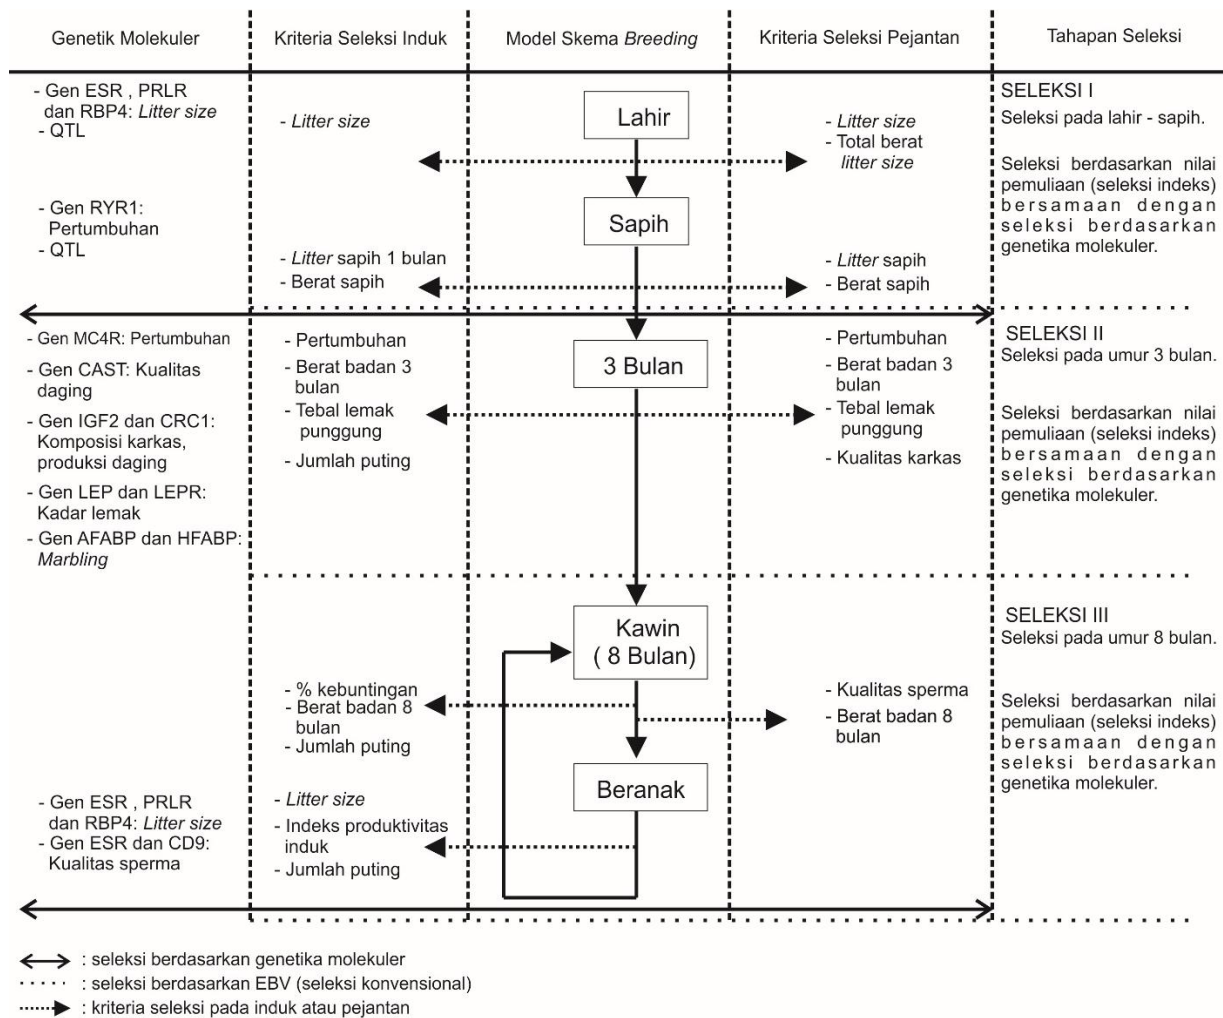 Genetik Molekuler
Kriteria Seleksi Induk
Model Skema Breeding
Kriteria Seleksi Pejantan
Tahapan Seleksi
- Gen ESR , PRLR
dan RBP4: Litter size
- QTL
- Gen RYR1:
Pertumbuhan
- QTL
- Litter size
- Litter sapih 1 bulan
- Berat sapih
Lahir
Sapih
- Litter size
- Total berat
litter size
- Litter sapih
- Berat sapih
SELEKSI I
Seleksi pada lahir - sapih.
Seleksi berdasarkan nilai
pemuliaan (seleksi indeks)
bersamaan dengan
seleksi berdasarkan
genetika molekuler.
- Gen MC4R: Pertumbuhan
- Gen CAST: Kualitas
daging
- Gen IGF2 dan CRC1:
Komposisi karkas,
produksi daging
- Gen LEP dan LEPR:
Kadar lemak
- Gen AFABP dan HFABP:
Marbling
- Pertumbuhan
- Berat badan 3
bulan
- Tebal lemak
punggung
- Jumlah puting
3 Bulan
- Pertumbuhan
- Berat badan 3
bulan
- Tebal lemak
punggung
- Kualitas karkas
SELEKSI II
Seleksi pada umur 3 bulan.
Seleksi berdasarkan nilai
pemuliaan (seleksi indeks)
bersamaan dengan
seleksi berdasarkan
genetika molekuler.
- Gen ESR , PRLR
dan RBP4: Litter size
- Gen ESR dan CD9:
Kualitas sperma
- % kebuntingan
- Berat badan 8
bulan
- Jumlah puting
- Litter size
- Indeks produktivitas
induk
- Jumlah puting
Kawin
( 8 Bulan)
Beranak
- Kualitas sperma
- Berat badan 8
bulan
SELEKSI III
Seleksi pada umur 8 bulan.
Seleksi berdasarkan nilai
pemuliaan (seleksi indeks)
bersamaan dengan
seleksi berdasarkan
genetika molekuler.
: seleksi berdasarkan genetika molekuler
: seleksi berdasarkan EBV (seleksi konvensional)
: kriteria seleksi pada induk atau pejantan